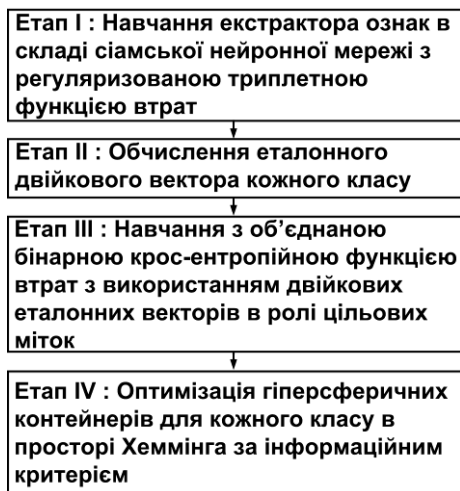 Етап I : Навчання екстрактора ознак в
складі сіамської нейронної мережі з
регуляризованою триплетною
функцією втрат
Етап II : Обчислення еталонного
двійкового вектора кожного класу
Етап III : Навчання з об’єднаною
бінарною крос-ентропійною функцією
втрат з використанням двійкових
еталонних векторів в ролі цільових
міток
Етап IV : Оптимізація гіперсферичних
контейнерів для кожного класу в
просторі Хеммінга за інформаційним
критерієм